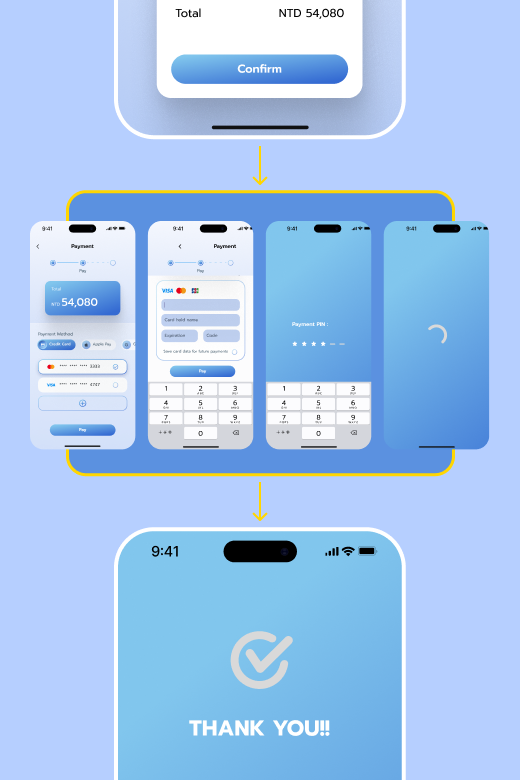 Total NTD 54,080
Confirm
9:41
Payment
Pay
Total
NTD 54,080
Payment Method
Credit Card Apple Pay
**** **** **** 3333
VISA **** **** **** 4747
Pay
9:41
Payment
Pay
VISA JCB
Card hold name
Expiration Code
Save card data for future payments
Pay
1 2 ABC 3 DEF
4 GHI 5 JKL 6 MNO
7 PQRS 8 TUV 9 WXYZ
+ * # 0
9:41
Payment PIN :
* * * *
1 2 ABC 3 DEF
4 GHI 5 JKL 6 MNO
7 PQRS 8 TUV 9 WXYZ
+ * # 0
9:41
9:41
THANK YOU!!